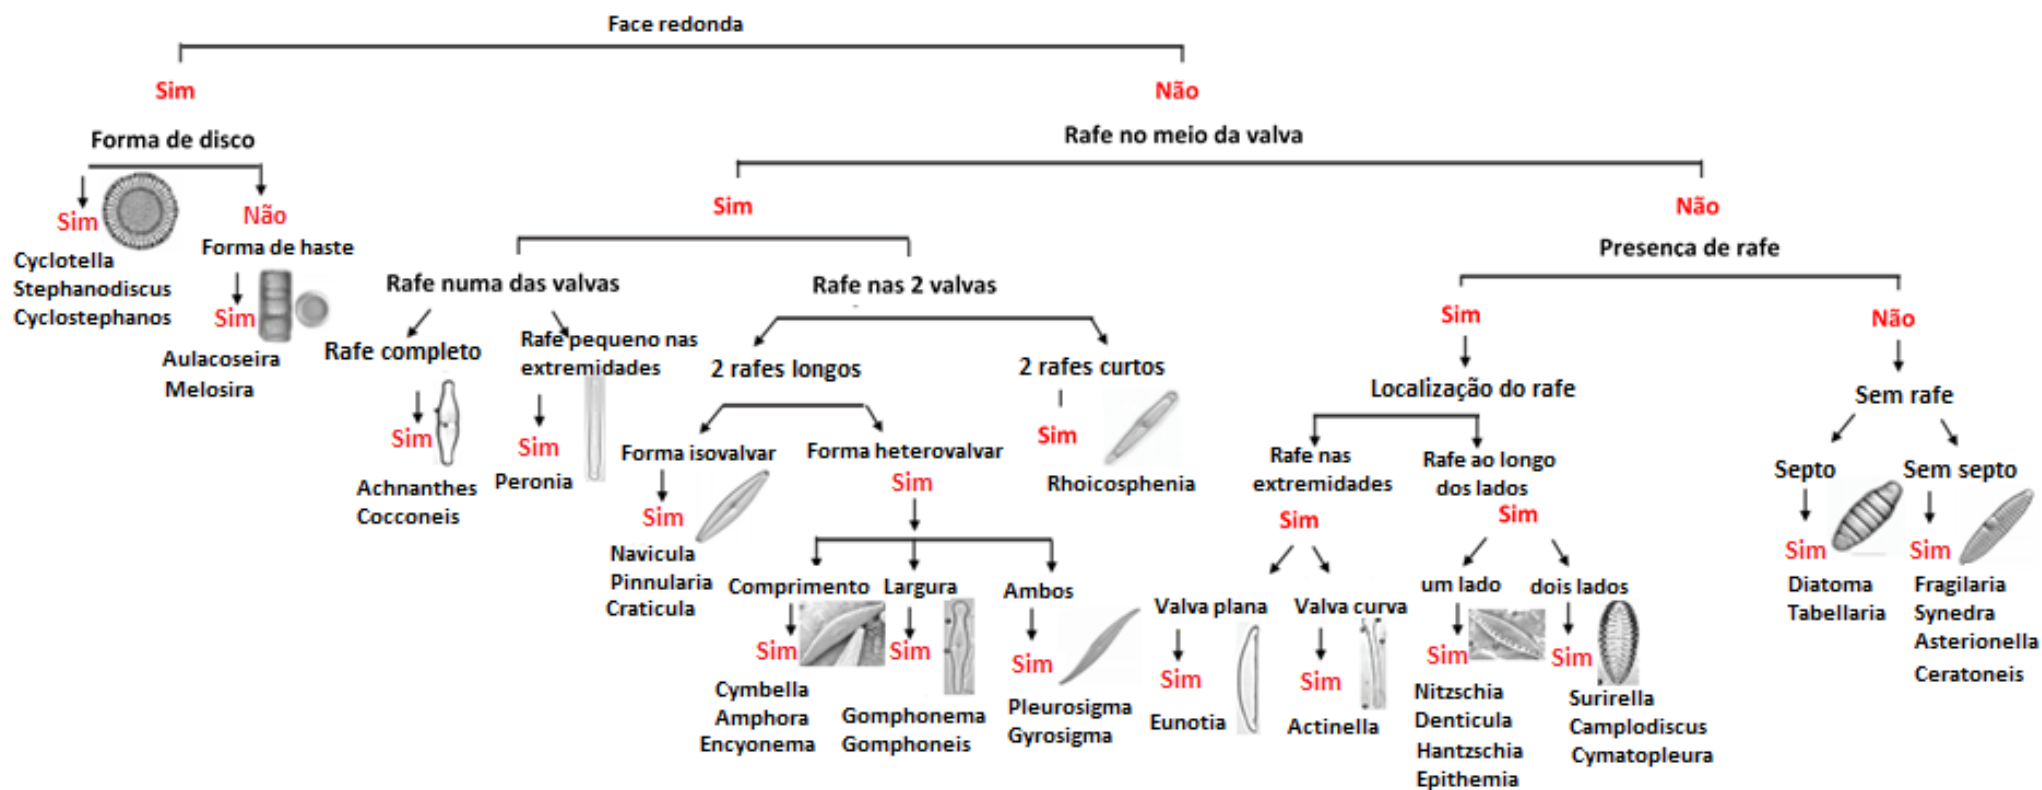 Face redonda
Sim
Não
Forma de disco
Rafe no meio da valva
Sim
Não
Sim
Não
Forma de haste
Presenca de rafe
Cyclotella
Stephanodiscus
Cyclostephanos
Sim
Aulacoseira
Melosira
Rafe numa das valvas
Rafe nas 2 valvas
Sim
Não
Rafe completo
Rafe pequeno nas
extremidades
2 rafes longos
2 rafes curtos
Localização do rafe
Sem rafe
Sim
Sim
Forma isovalvar
Forma heterovalvar
Sim
Rafe nas
extremidades
Rafe ao longo
dos lados
Septo
Sem septo
Achnanthes
Cocconeis
Peronia
Sim
Sim
Rhoicosphenia
Sim
Sim
Sim
Sim
Navicula
Pinnularia
Craticula
Comprimento
Largura
Ambos
Valva plana
Valva curva
um lado
dois lados
Diatoma
Tabellaria
Fragilaria
Synedra
Asterionella
Ceratoneis
Sim
Sim
Sim
Sim
Sim
Sim
Sim
Cymbella
Amphora
Encyonema
Gomphonema
Gomphoneis
Pleurosigma
Gyrosigma
Eunotia
Actinella
Nitzschia
Denticula
Hantzschia
Epithemia
Surirella
Camplodiscus
Cymatopleura